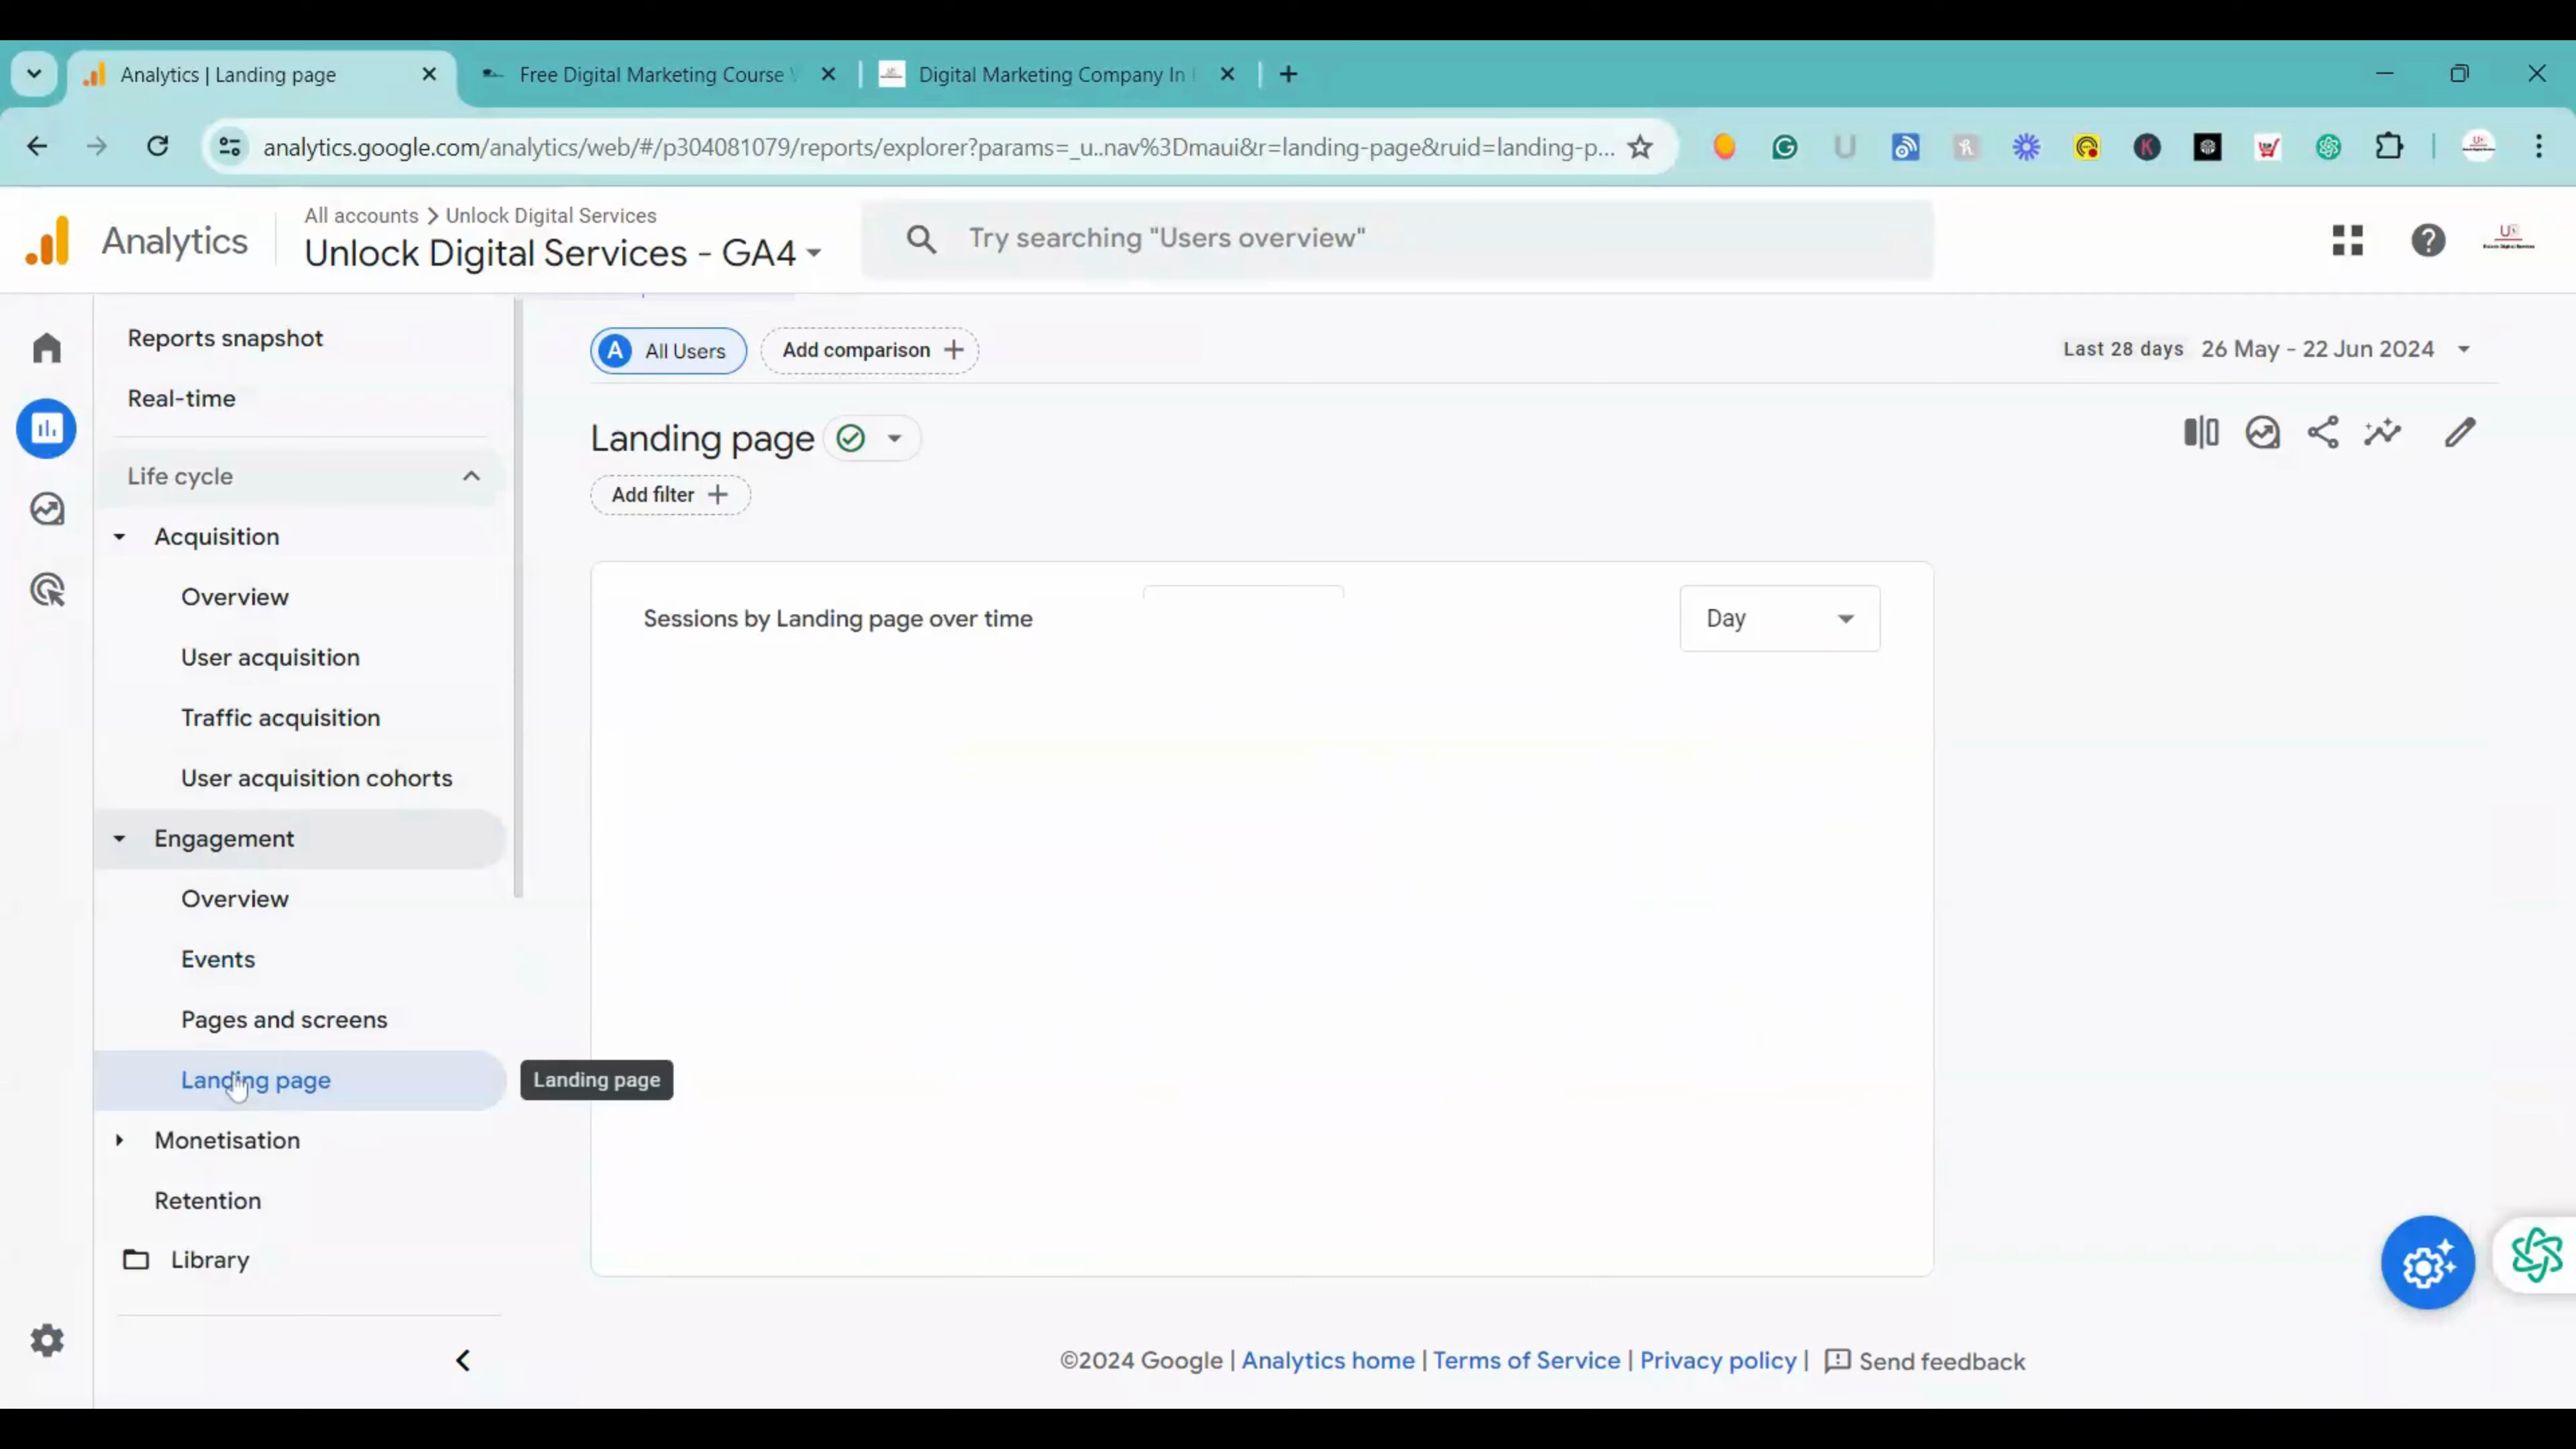 Analytics | Landing page
Free Digital Marketing Course
Digital Marketing Company In
analytics.google.com/analytics/web/#/p304081079/reports/explorer?params=_u..nav%3Dmaui&r=landing-page&ruid=landing-p...
Analytics
All accounts > Unlock Digital Services
Unlock Digital Services - GA4
Try searching "Users overview"
Reports snapshot
Real-time
Life cycle
Acquisition
Overview
User acquisition
Traffic acquisition
User acquisition cohorts
Engagement
Overview
Events
Pages and screens
Landing page
Landing page
Monetisation
Retention
Library
A All Users
Add comparison +
Last 28 days 26 May - 22 Jun 2024
Landing page
Add filter +
Sessions by Landing page over time
Day
©2024 Google | Analytics home | Terms of Service | Privacy policy | Send feedback